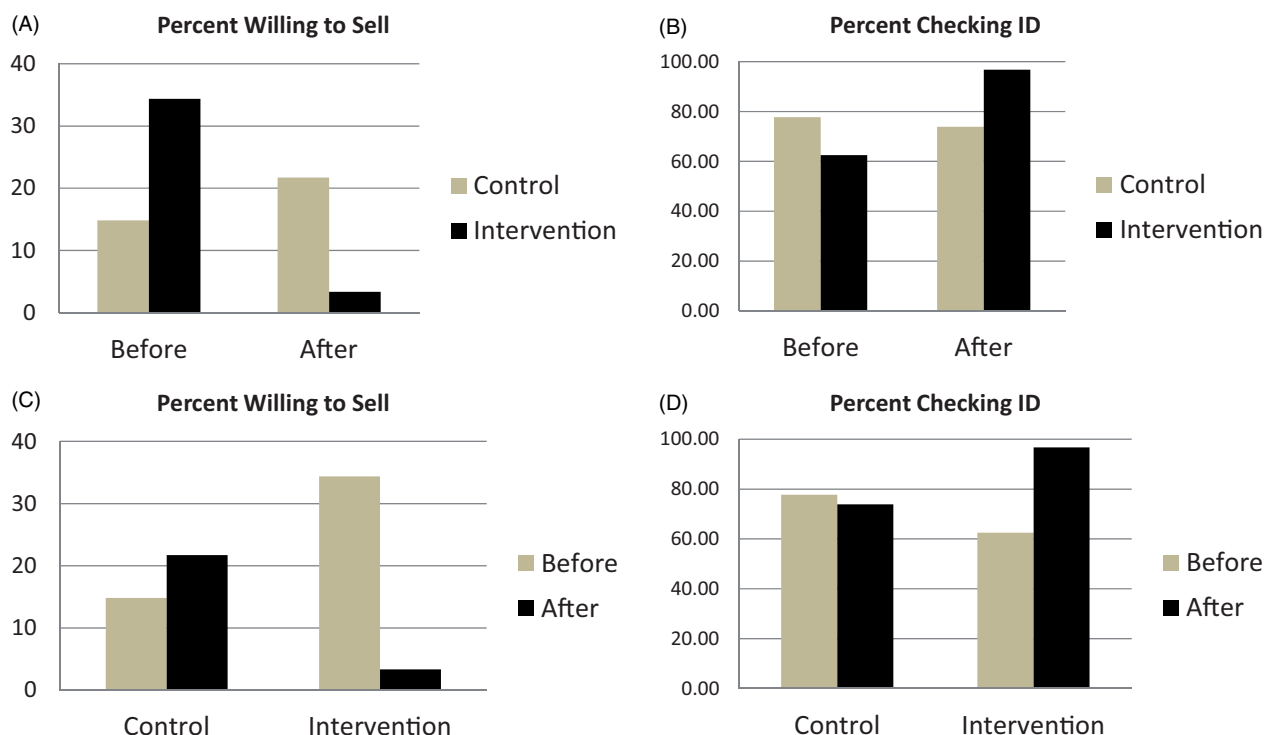 (A)
Percent Willing to Sell
40
30
20
10
0
Before
After
Control
Intervention
(B)
Percent Checking ID
100.00
80.00
60.00
40.00
20.00
0.00
Before
After
Control
Intervention
(C)
Percent Willing to Sell
40
30
20
10
0
Control
Intervention
Before
After
(D)
Percent Checking ID
100.00
80.00
60.00
40.00
20.00
0.00
Control
Intervention
Before
After